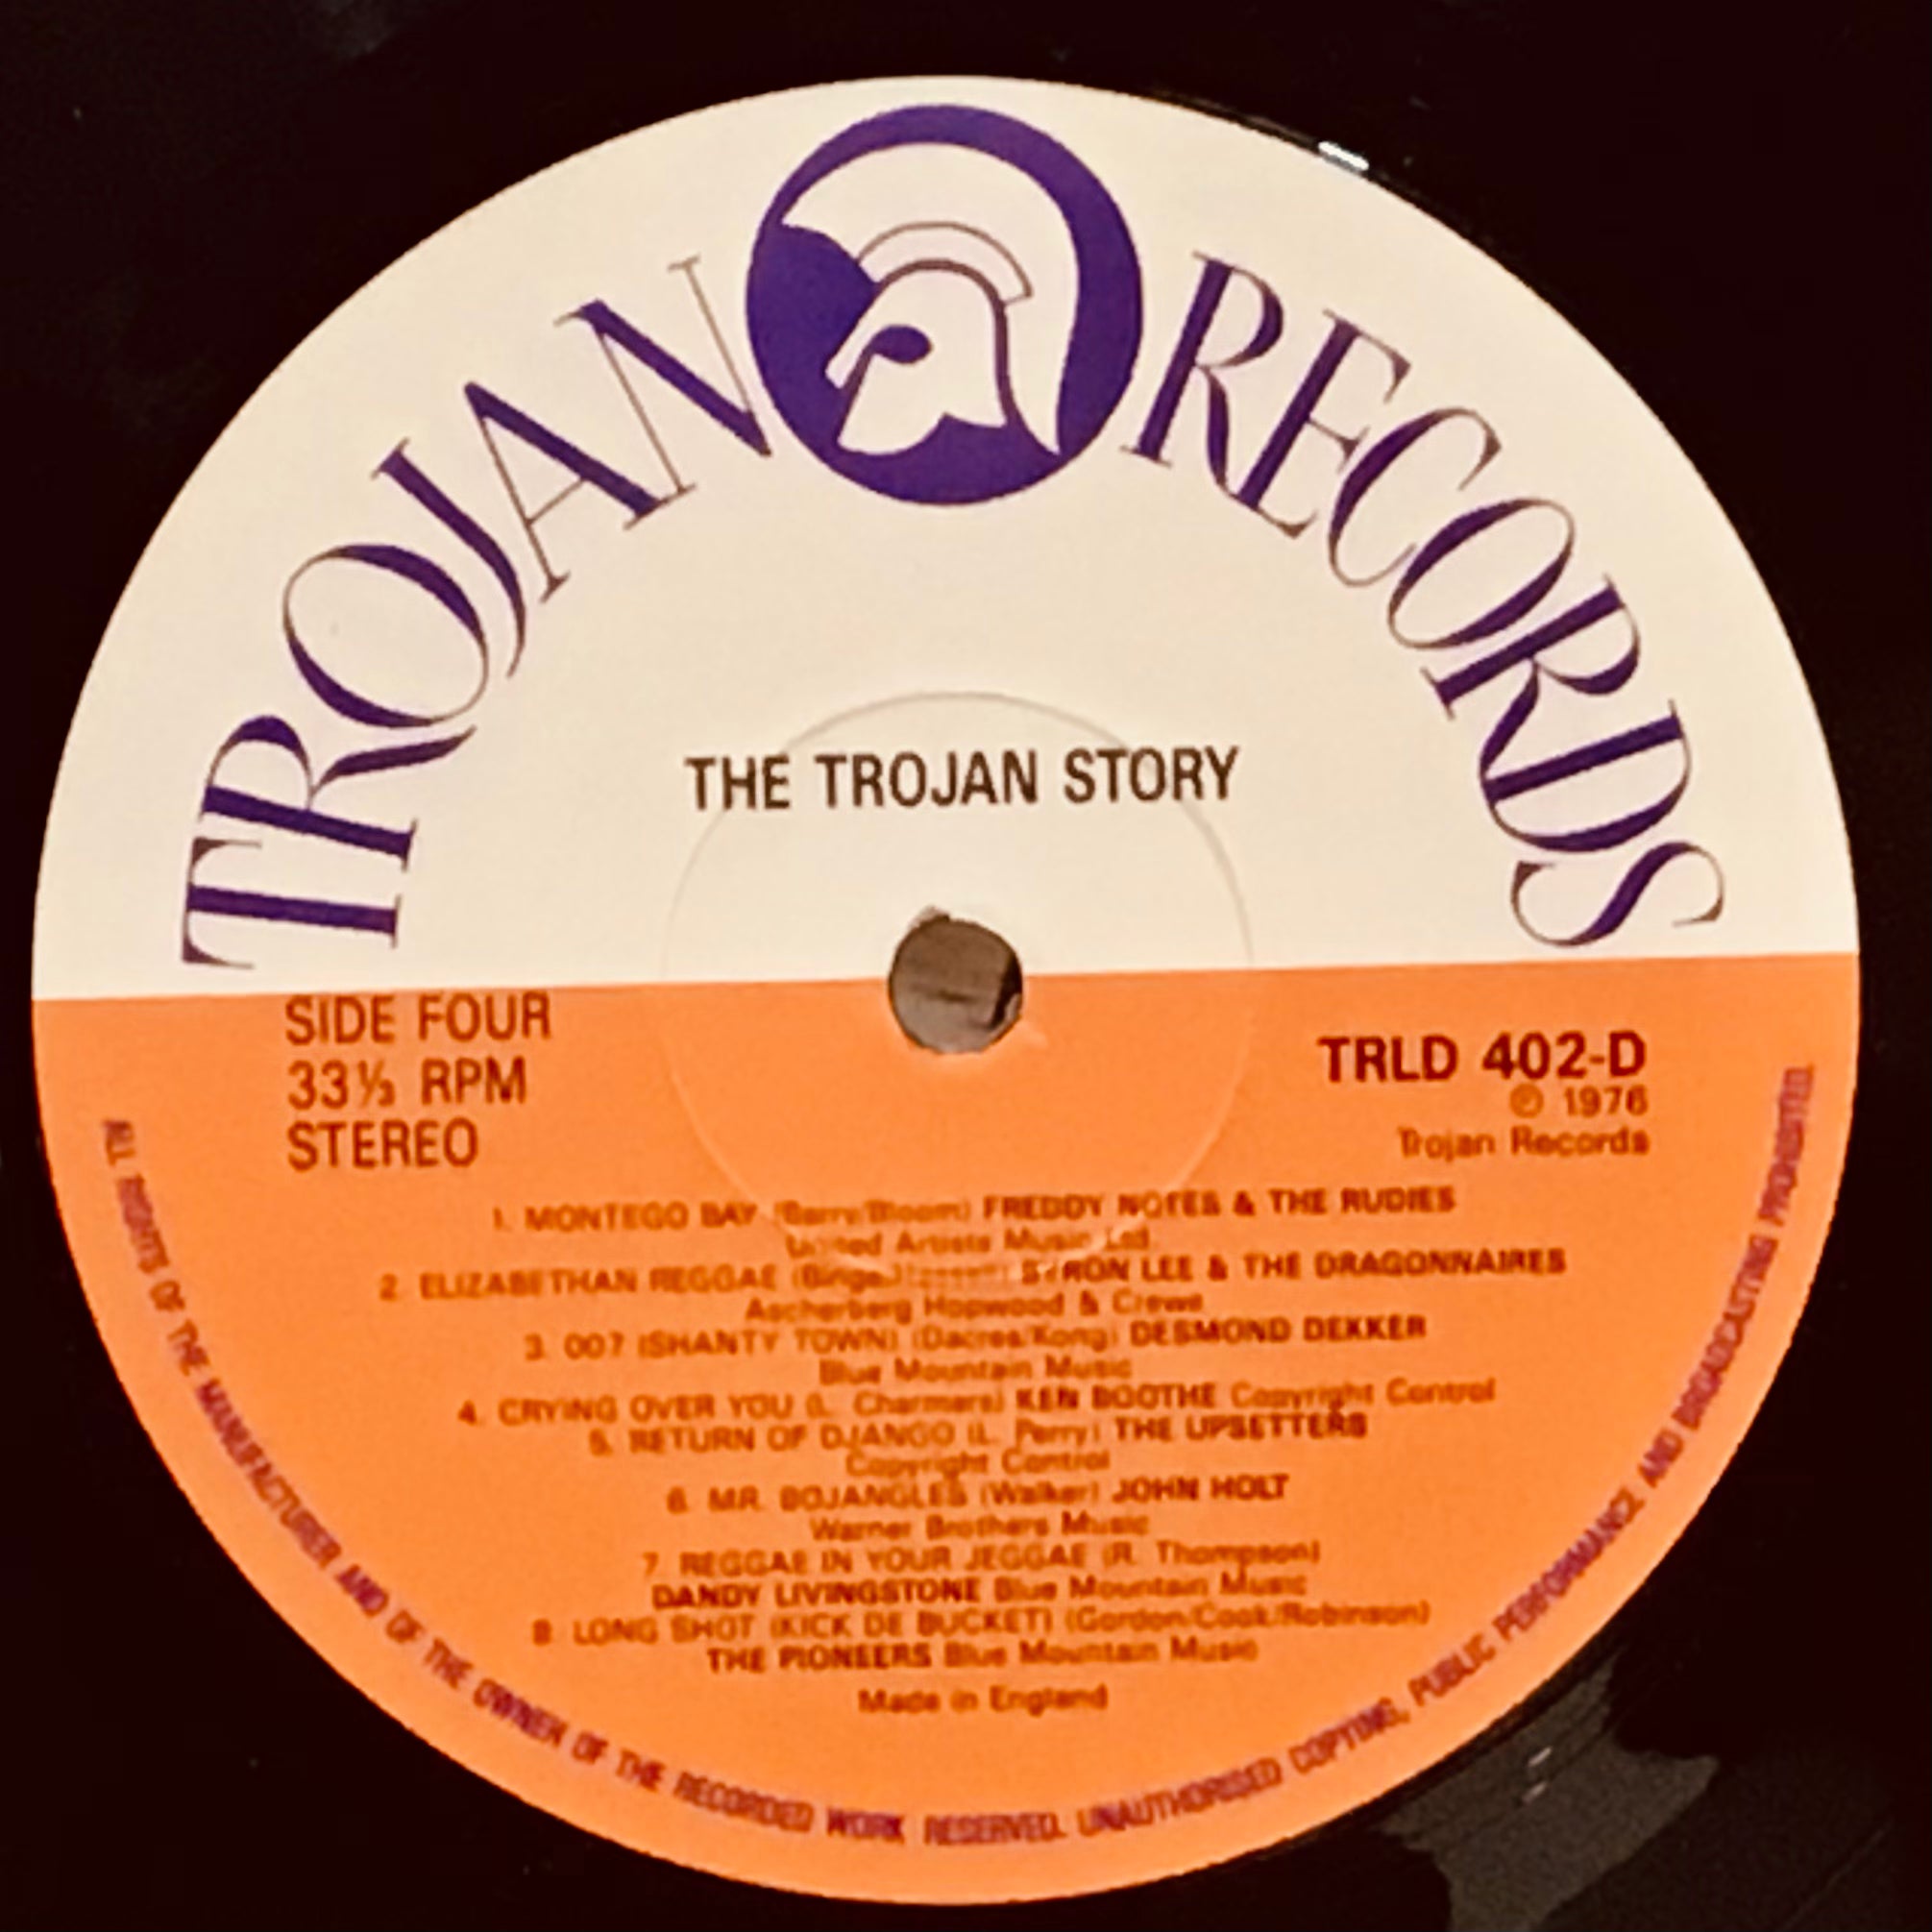 TROJAN RECORDS
THE TROJAN STORY
SIDE FOUR
33⅓ RPM
STEREO
TRLD 402-D
℗ 1976
Trojan Records
1. MONTEGO BAY (Barry/Bloom) FREDDY NOTES & THE RUDIES
United Artists Music Ltd
2. ELIZABETHAN REGGAE BYRON LEE & THE DRAGONNAIRES
Ascherberg Hopwood & Crewe
3. 007 (SHANTY TOWN) (Dacres/Kong) DESMOND DEKKER
Blue Mountain Music
4. CRYING OVER YOU (L. Charmers) KEN BOOTHE Copyright Control
5. RETURN OF DJANGO (L. Perry) THE UPSETTERS
Copyright Control
6. MR. BOJANGLES (Walker) JOHN HOLT
Warner Brothers Music
7. REGGAE IN YOUR JEGGAE (R. Thompson)
DANDY LIVINGSTONE Blue Mountain Music
8. LONG SHOT (KICK DE BUCKET) (Gordon/Cook/Robinson)
THE PIONEERS Blue Mountain Music
Made in England
ALL RIGHTS OF THE MANUFACTURER AND OF THE OWNER OF THE RECORDED WORK RESERVED. UNAUTHORISED COPYING, PUBLIC PERFORMANCE AND BROADCASTING PROHIBITED.